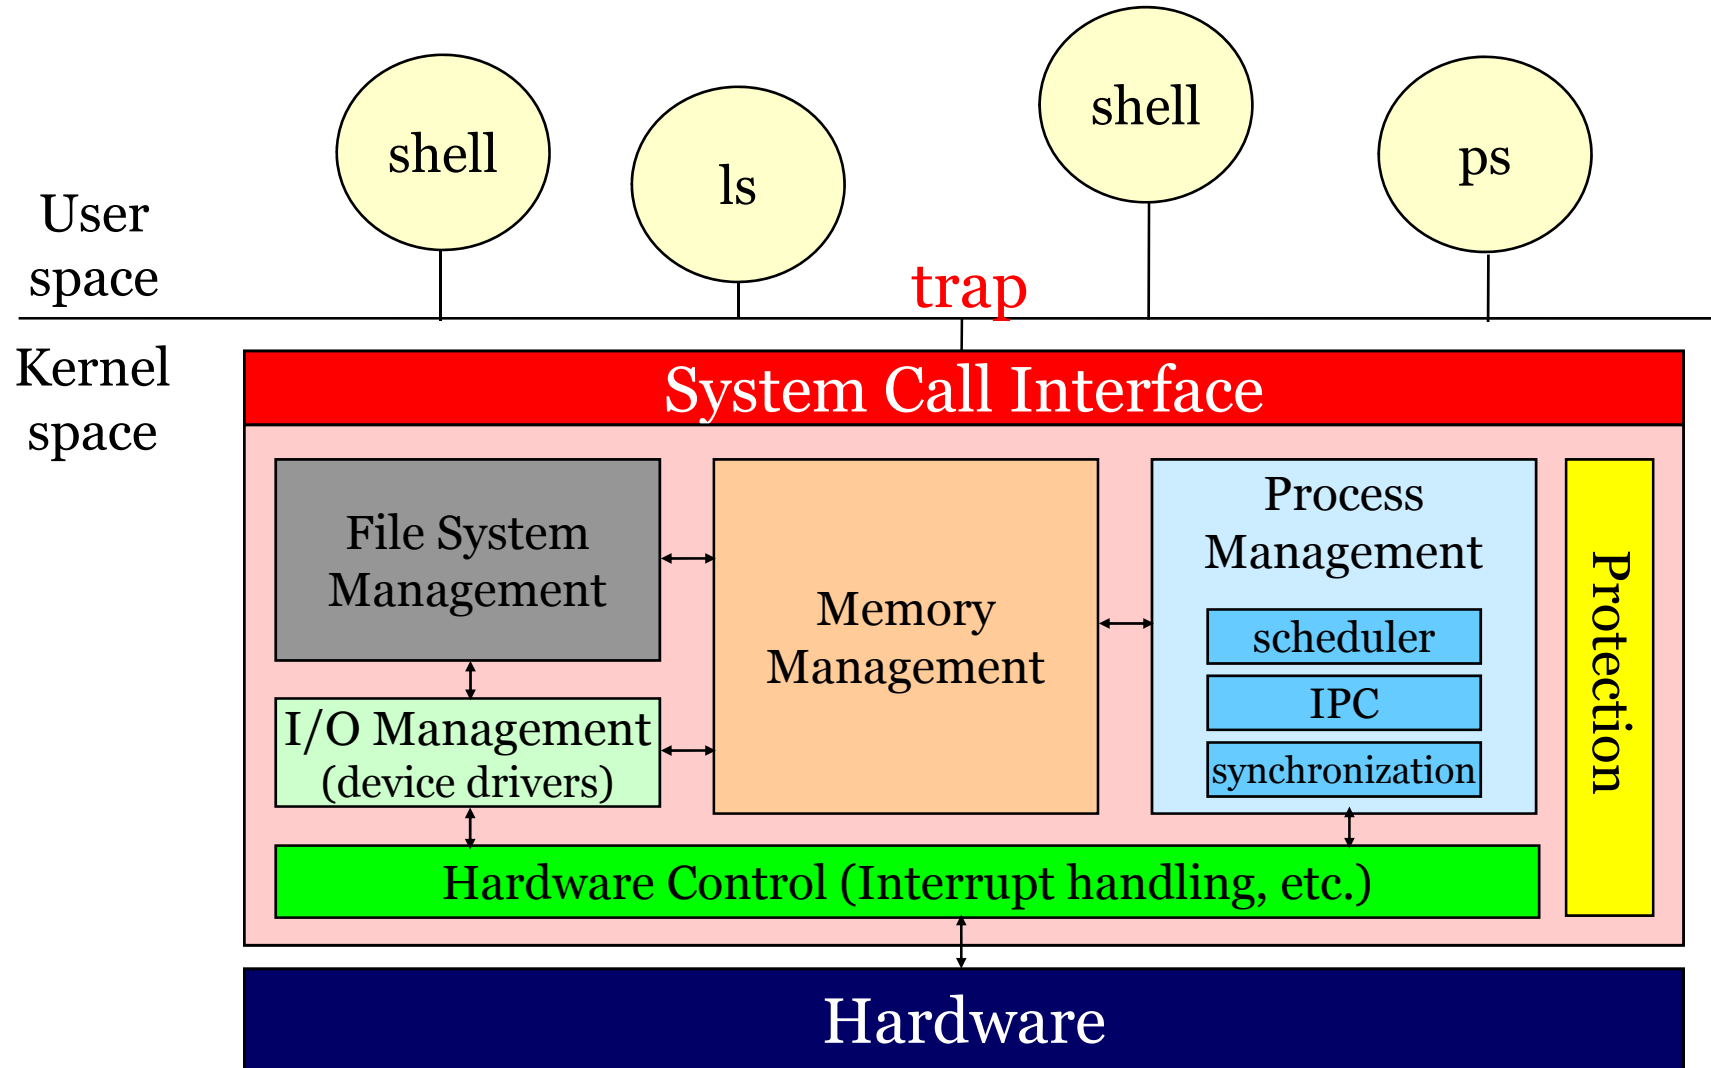 shell
ls
shell
ps
User
space
trap
Kernel
space
System Call Interface
File System
Management
Memory
Management
Process
Management
scheduler
IPC
synchronization
Protection
I/O Management
(device drivers)
Hardware Control (Interrupt handling, etc.)
Hardware